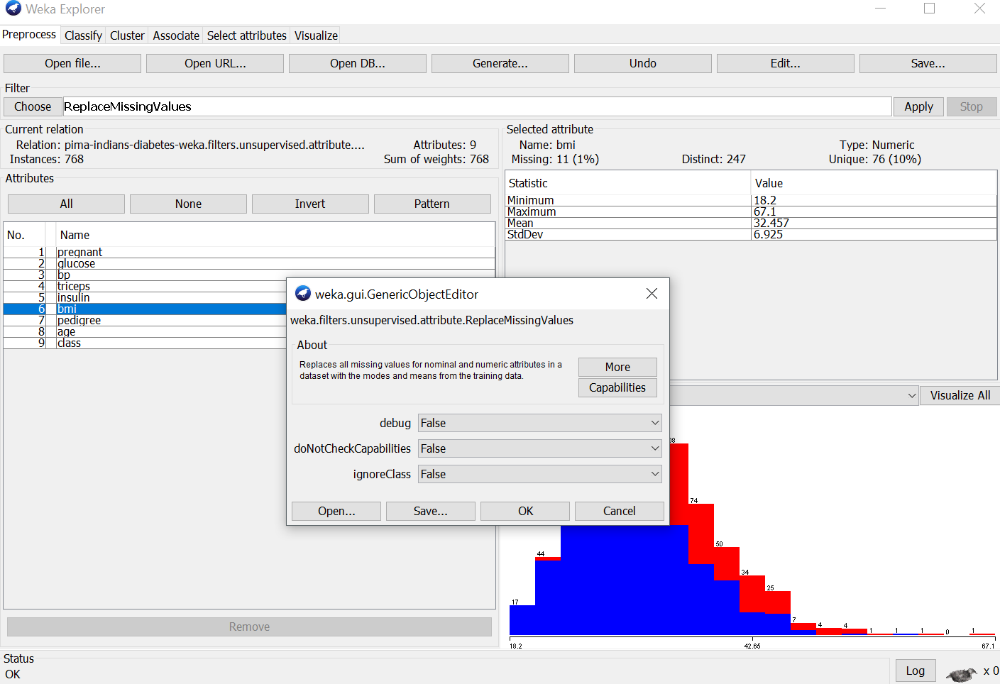 Weka Explorer
Preprocess Classify Cluster Associate Select attributes Visualize
Open file... Open URL... Open DB... Generate... Undo Edit... Save...
Filter
Choose ReplaceMissingValues Apply Stop
Current relation
Relation: pima-indians-diabetes-weka.filters.unsupervised.attribute.... Attributes: 9
Instances: 768 Sum of weights: 768
Attributes
All None Invert Pattern
No. Name
1 pregnant
2 glucose
3 bp
4 triceps
5 insulin
6 bmi
7 pedigree
8 age
9 class
Remove
Selected attribute
Name: bmi Type: Numeric
Missing: 11 (1%) Distinct: 247 Unique: 76 (10%)
Statistic Value
Minimum 18.2
Maximum 67.1
Mean 32.457
StdDev 6.925
weka.gui.GenericObjectEditor
weka.filters.unsupervised.attribute.ReplaceMissingValues
About
Replaces all missing values for nominal and numeric attributes in a
dataset with the modes and means from the training data.
More
Capabilities
debug False
doNotCheckCapabilities False
ignoreClass False
Open... Save... OK Cancel
Visualize All
74
50
44
34
25
17
7
4 4
1 1 1 0 1
18.2 42.65 67.1
Status
OK
Log x 0